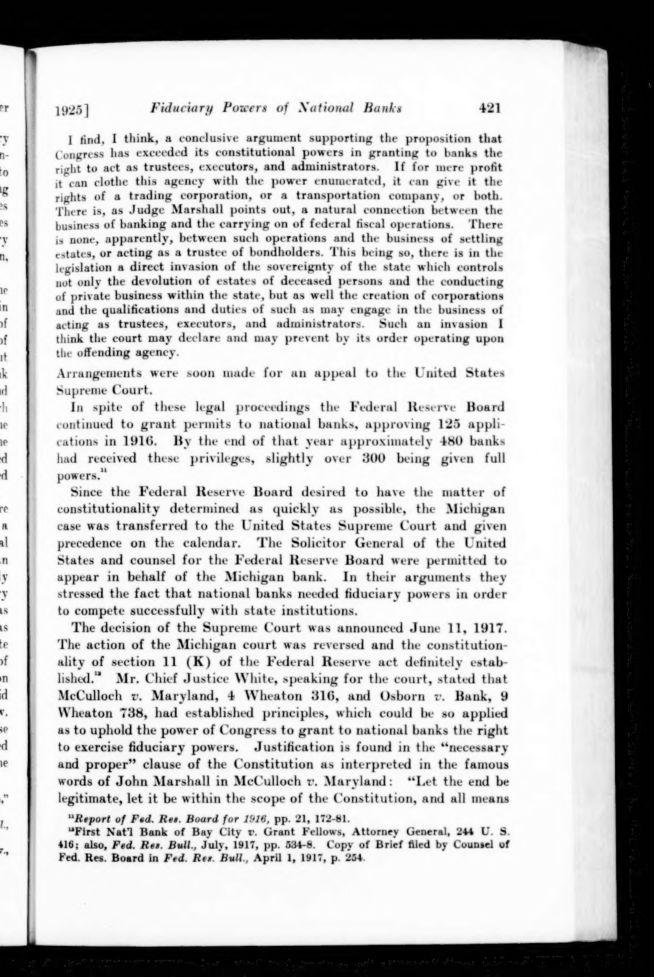 1925] Fiduciary Powers of National Banks 421
I find, I think, a conclusive argument supporting the proposition that
Congress has exceeded its constitutional powers in granting to banks the
right to act as trustees, executors, and administrators. If for mere profit
it can clothe this agency with the power enumerated, it can give it the
rights of a trading corporation, or a transportation company, or both.
There is, as Judge Marshall points out, a natural connection between the
business of banking and the carrying on of federal fiscal operations. There
is none, apparently, between such operations and the business of settling
estates, or acting as a trustee of bondholders. This being so, there is in the
legislation a direct invasion of the sovereignty of the state which controls
not only the devolution of estates of deceased persons and the conducting
of private business within the state, but as well the creation of corporations
and the qualifications and duties of such as may engage in the business of
acting as trustees, executors, and administrators. Such an invasion I
think the court may declare and may prevent by its order operating upon
the offending agency.
Arrangements were soon made for an appeal to the United States
Supreme Court.
In spite of these legal proceedings the Federal Reserve Board
continued to grant permits to national banks, approving 125 appli-
cations in 1916. By the end of that year approximately 480 banks
had received these privileges, slightly over 300 being given full
powers.¹¹
Since the Federal Reserve Board desired to have the matter of
constitutionality determined as quickly as possible, the Michigan
case was transferred to the United States Supreme Court and given
precedence on the calendar. The Solicitor General of the United
States and counsel for the Federal Reserve Board were permitted to
appear in behalf of the Michigan bank. In their arguments they
stressed the fact that national banks needed fiduciary powers in order
to compete successfully with state institutions.
The decision of the Supreme Court was announced June 11, 1917.
The action of the Michigan court was reversed and the constitution-
ality of section 11 (K) of the Federal Reserve act definitely estab-
lished.¹² Mr. Chief Justice White, speaking for the court, stated that
McCulloch v. Maryland, 4 Wheaton 316, and Osborn v. Bank, 9
Wheaton 738, had established principles, which could be so applied
as to uphold the power of Congress to grant to national banks the right
to exercise fiduciary powers. Justification is found in the “necessary
and proper” clause of the Constitution as interpreted in the famous
words of John Marshall in McCulloch v. Maryland: “Let the end be
legitimate, let it be within the scope of the Constitution, and all means
¹¹Report of Fed. Res. Board for 1916, pp. 21, 172-81.
¹²First Nat'l Bank of Bay City v. Grant Fellows, Attorney General, 244 U. S.
416; also, Fed. Res. Bull., July, 1917, pp. 534-8. Copy of Brief filed by Counsel of
Fed. Res. Board in Fed. Res. Bull., April 1, 1917, p. 254.